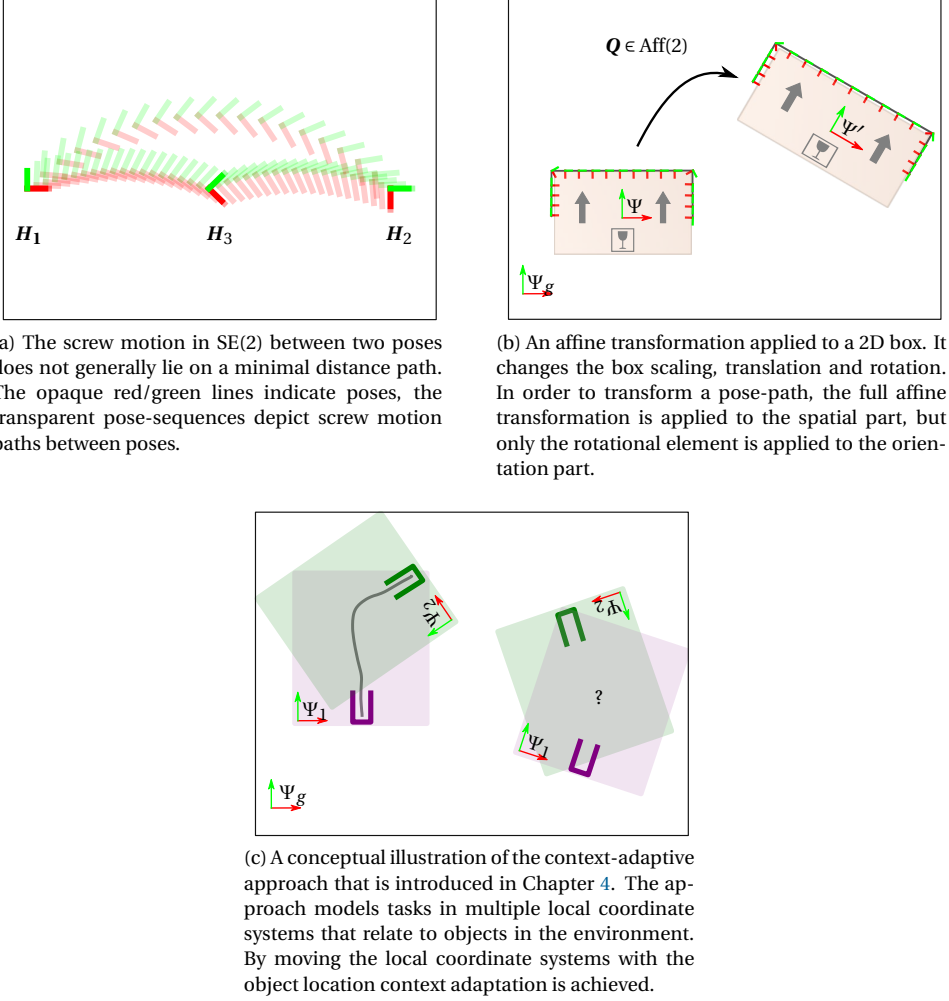 Q ∈ Aff(2)
Ψ′
Ψ
Ψg
H1
H3
H2
a) The screw motion in SE(2) between two poses
does not generally lie on a minimal distance path.
The opaque red/green lines indicate poses, the
transparent pose-sequences depict screw motion
paths between poses.
(b) An affine transformation applied to a 2D box. It
changes the box scaling, translation and rotation.
In order to transform a pose-path, the full affine
transformation is applied to the spatial part, but
only the rotational element is applied to the orien-
tation part.
Ψ2
Ψ2
Ψ1
?
Ψ1
Ψg
(c) A conceptual illustration of the context-adaptive
approach that is introduced in Chapter 4. The ap-
proach models tasks in multiple local coordinate
systems that relate to objects in the environment.
By moving the local coordinate systems with the
object location context adaptation is achieved.